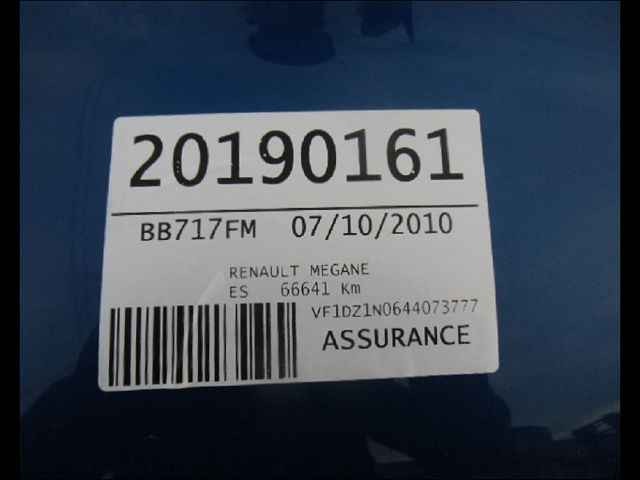 20190161
BB717FM 07/10/2010
RENAULT MEGANE
ES 66641 Km
VF1DZ1N0644073777
ASSURANCE